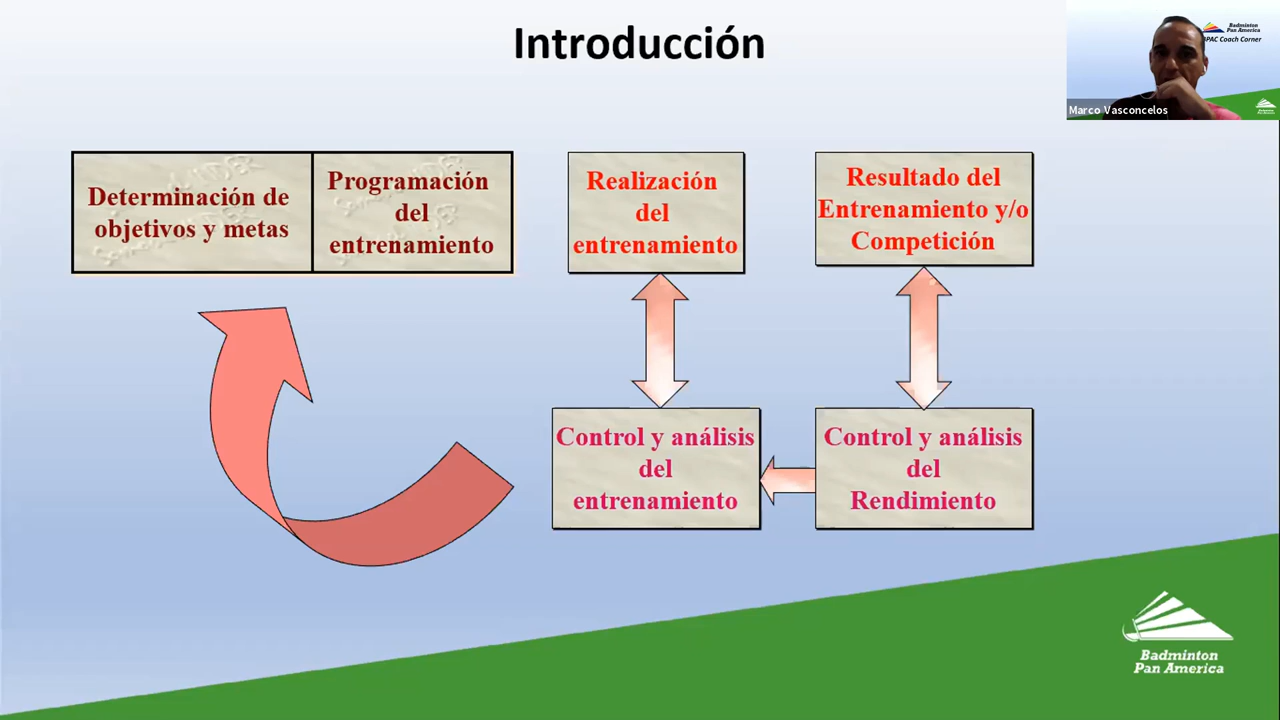 Introducción
Badminton
Pan America
BPAC Coach Corner
Marco Vasconcelos
Determinación de
objetivos y metas
Programación
del
entrenamiento
Realización
del
entrenamiento
Resultado del
Entrenamiento y/o
Competición
Control y análisis
del
entrenamiento
Control y análisis
del
Rendimiento
Badminton
Pan America